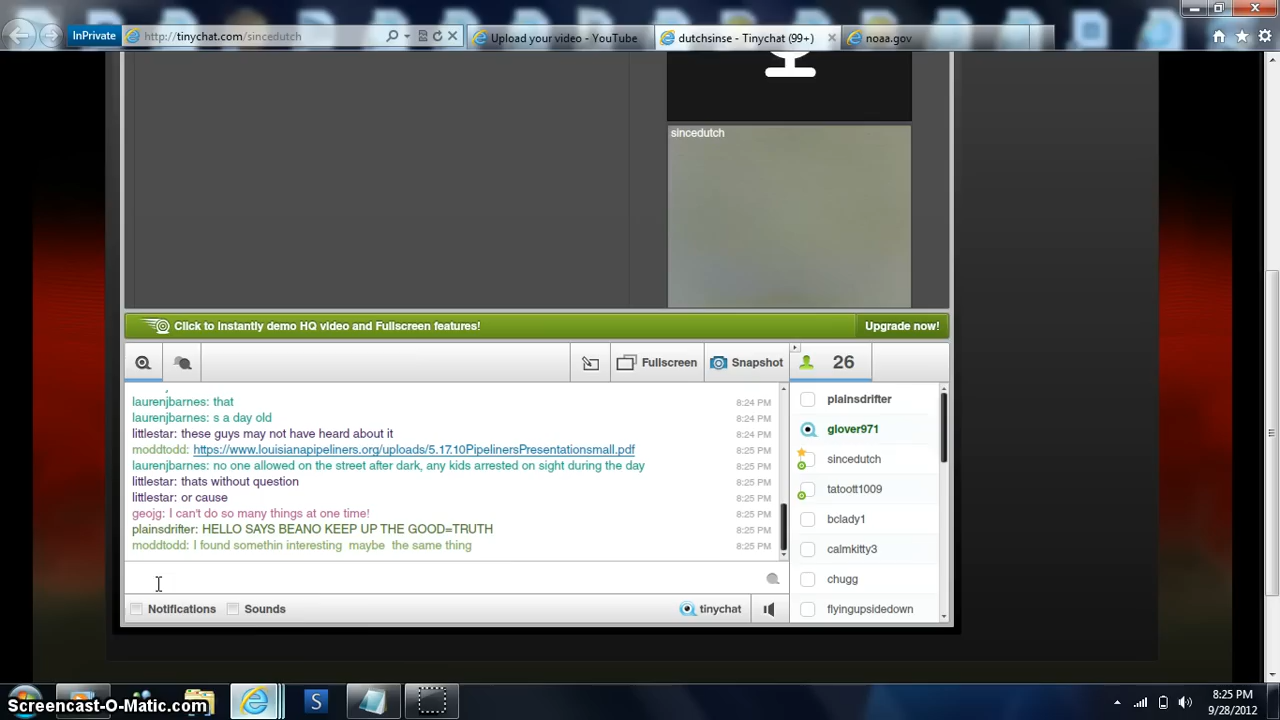 InPrivate
http://tinychat.com/sincedutch
Upload your video - YouTube
dutchsinse - Tinychat (99+)
noaa.gov
sincedutch
Click to instantly demo HQ video and Fullscreen features!
Upgrade now!
Fullscreen
Snapshot
26
laurenjbarnes: that 8:24 PM
laurenjbarnes: s a day old 8:24 PM
littlestar: these guys may not have heard about it 8:24 PM
moddtodd: https://www.louisianapipeliners.org/uploads/5.17.10PipelinersPresentationsmall.pdf 8:25 PM
laurenjbarnes: no one allowed on the street after dark, any kids arrested on sight during the day 8:25 PM
littlestar: thats without question 8:25 PM
littlestar: or cause 8:25 PM
geojg: I can't do so many things at one time! 8:25 PM
plainsdrifter: HELLO SAYS BEANO KEEP UP THE GOOD=TRUTH 8:25 PM
moddtodd: I found somethin interesting maybe the same thing 8:25 PM
plainsdrifter
glover971
sincedutch
tatoott1009
bclady1
calmkitty3
chugg
flyingupsidedown
Notifications
Sounds
tinychat
Screencast-O-Matic.com
8:25 PM
9/28/2012